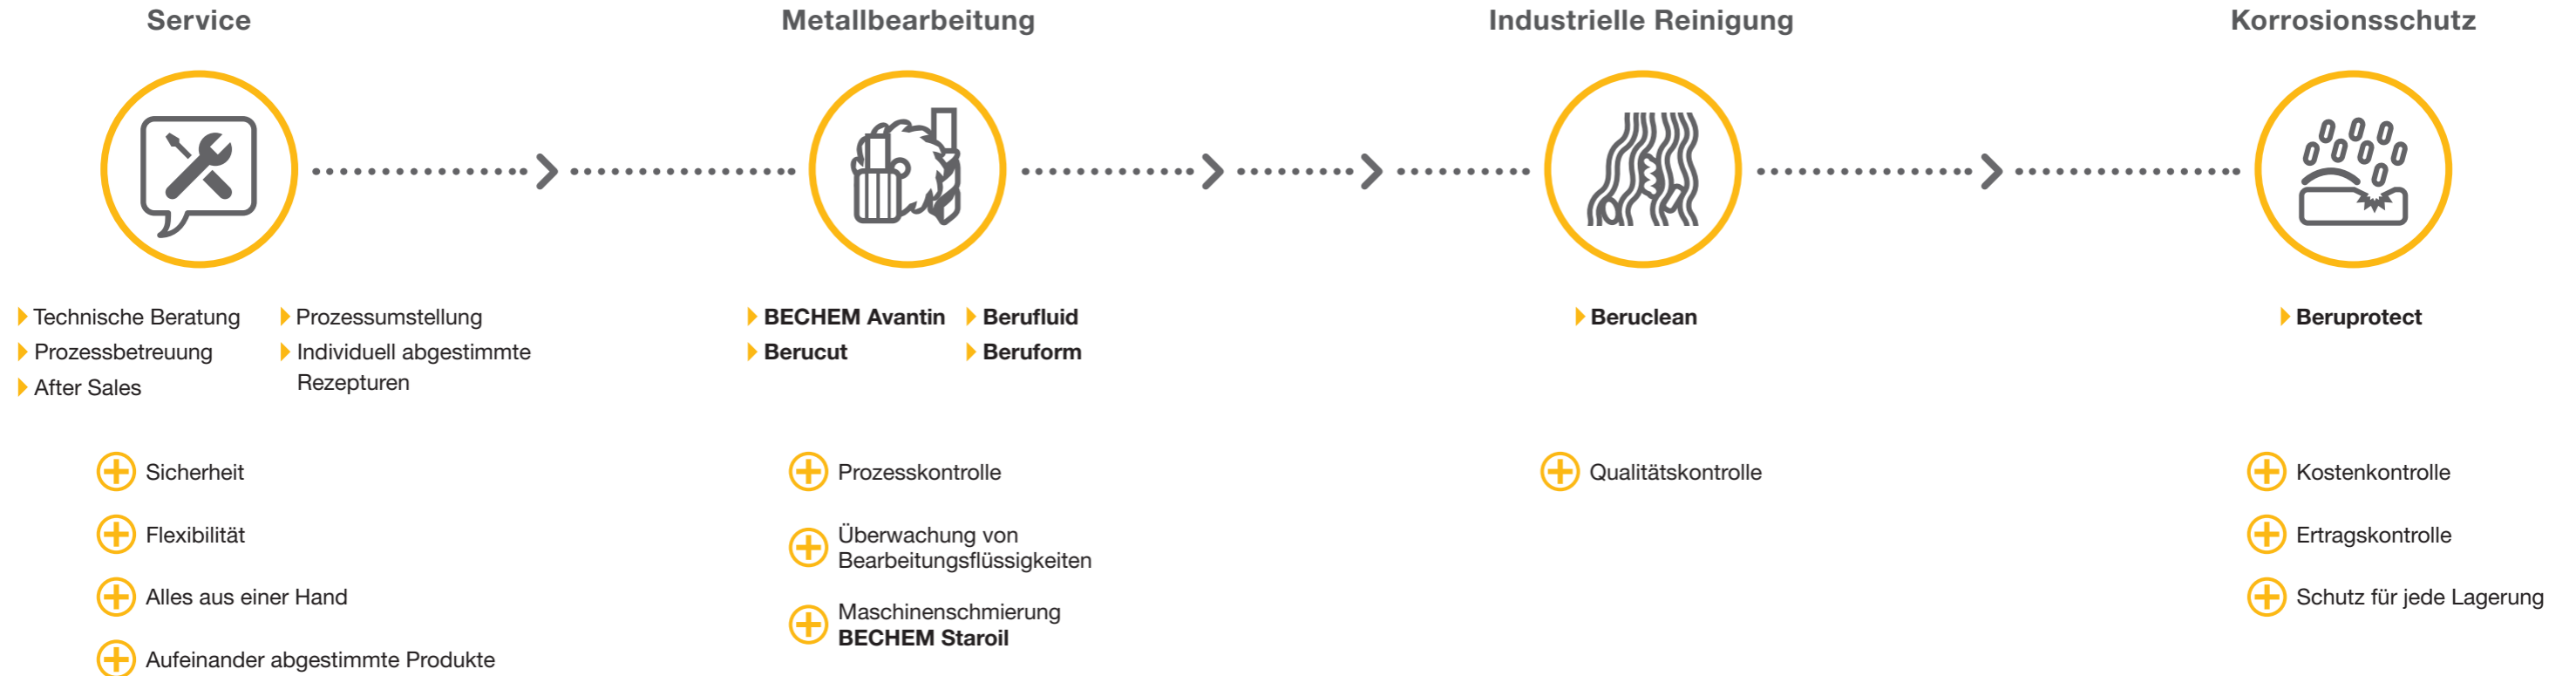 Service
Metallbearbeitung
Industrielle Reinigung
Korrosionsschutz
Technische Beratung
Prozessbetreuung
After Sales
Prozessumstellung
Individuell abgestimmte
Rezepturen
BECHEM Avantin
Berucut
Berufluid
Beruform
Beruclean
Beruprotect
Sicherheit
Flexibilität
Alles aus einer Hand
Aufeinander abgestimmte Produkte
Prozesskontrolle
Überwachung von
Bearbeitungsflüssigkeiten
Maschinenschmierung
BECHEM Staroil
Qualitätskontrolle
Kostenkontrolle
Ertragskontrolle
Schutz für jede Lagerung